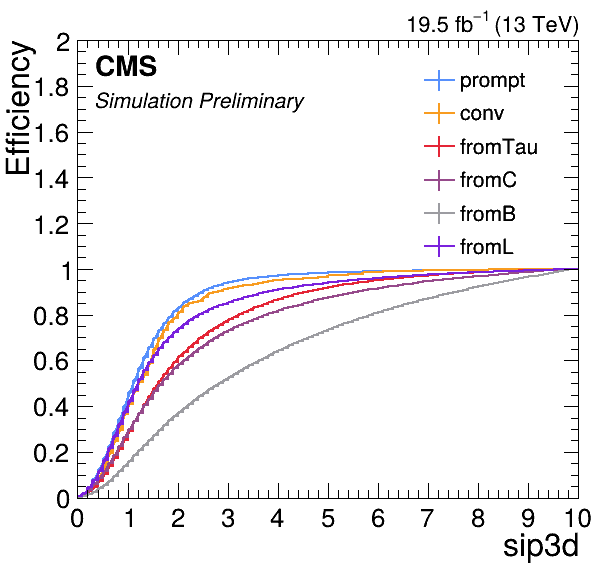 19.5 fb⁻¹ (13 TeV)
CMS
Simulation Preliminary
Efficiency
2
1.8
1.6
1.4
1.2
1
0.8
0.6
0.4
0.2
0
prompt
conv
fromTau
fromC
fromB
fromL
0 1 2 3 4 5 6 7 8 9 10
sip3d